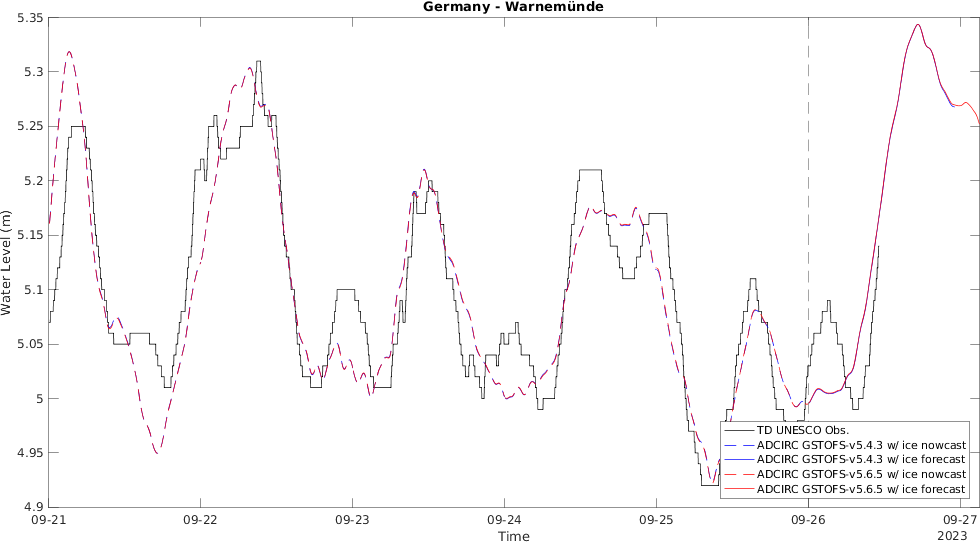 Germany - Warnemünde
5.35
5.3
5.25
5.2
5.15
5.1
5.05
5
4.95
4.9
Water Level (m)
TD UNESCO Obs.
ADCIRC GSTOFS-v5.4.3 w/ ice nowcast
ADCIRC GSTOFS-v5.4.3 w/ ice forecast
ADCIRC GSTOFS-v5.6.5 w/ ice nowcast
ADCIRC GSTOFS-v5.6.5 w/ ice forecast
09-21 09-22 09-23 09-24 09-25 09-26 09-27
Time 2023